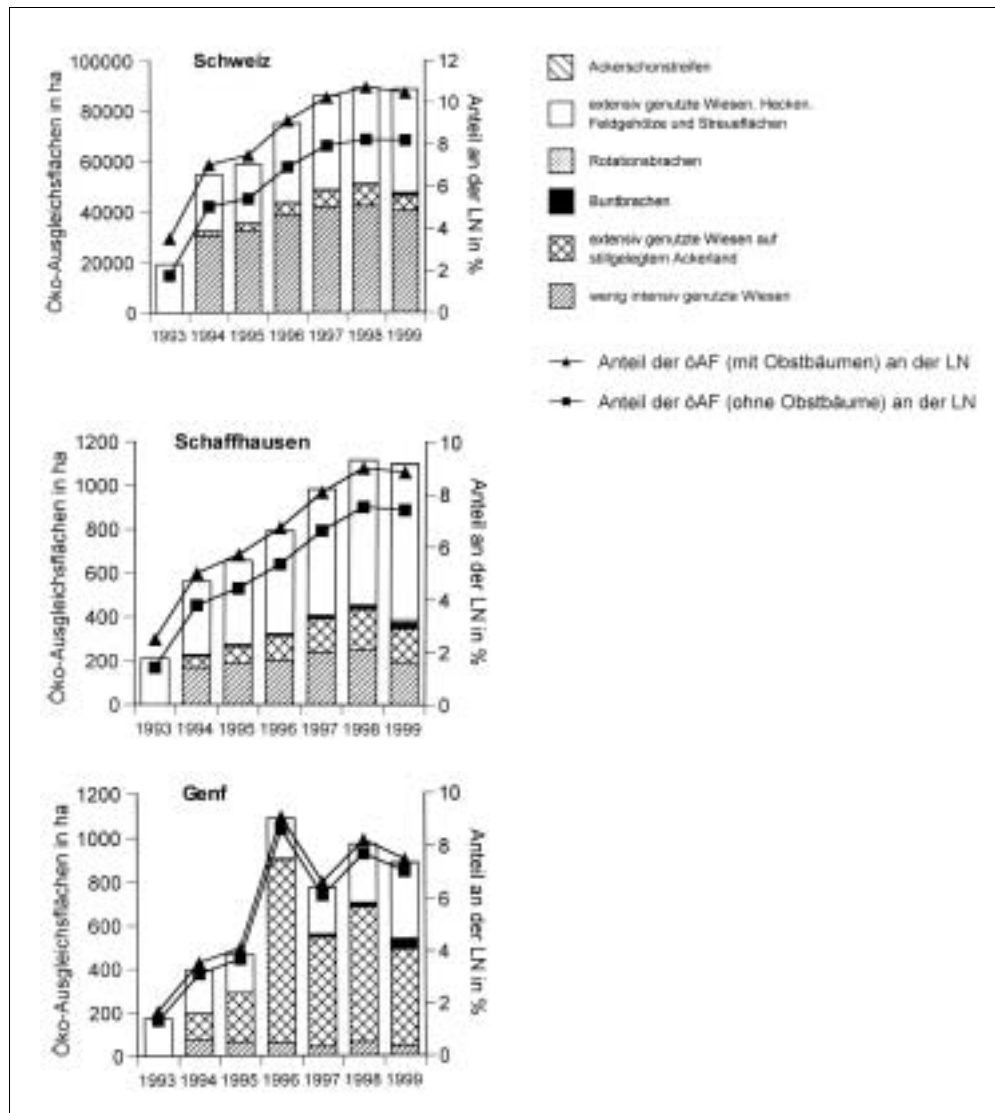 Schweiz
Öko-Ausgleichsflächen in ha
100000
80000
60000
40000
20000
0
12
10
8
6
4
2
0
Anteil an der LN in %
1993 1994 1995 1996 1997 1998 1999
Ackerschonstreifen
extensiv genutzte Wiesen, Hecken,
Feldgehölze und Streueflächen
Rotationsbrachen
Buntbrachen
extensiv genutzte Wiesen auf
stillgelegtem Ackerland
wenig intensiv genutzte Wiesen
Anteil der öAF (mit Obstbäumen) an der LN
Anteil der öAF (ohne Obstbäume) an der LN
Schaffhausen
Öko-Ausgleichsflächen in ha
1200
1000
800
600
400
200
0
10
8
6
4
2
0
Anteil an der LN in %
1993 1994 1995 1996 1997 1998 1999
Genf
Öko-Ausgleichsflächen in ha
1200
1000
800
600
400
200
0
10
8
6
4
2
0
Anteil an der LN in %
1993 1994 1995 1996 1997 1998 1999